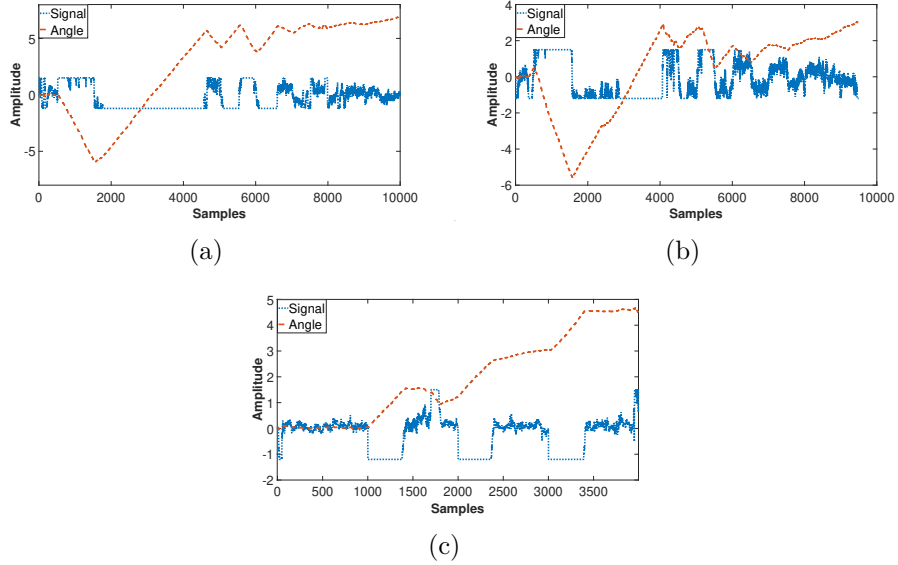 Signal
Angle
5
0
-5
Amplitude
0 2000 4000 6000 8000 10000
Samples
(a)
Signal
Angle
4
2
0
-2
-4
-6
Amplitude
0 2000 4000 6000 8000 10000
Samples
(b)
Signal
Angle
5
4
3
2
1
0
-1
-2
Amplitude
0 500 1000 1500 2000 2500 3000 3500
Samples
(c)